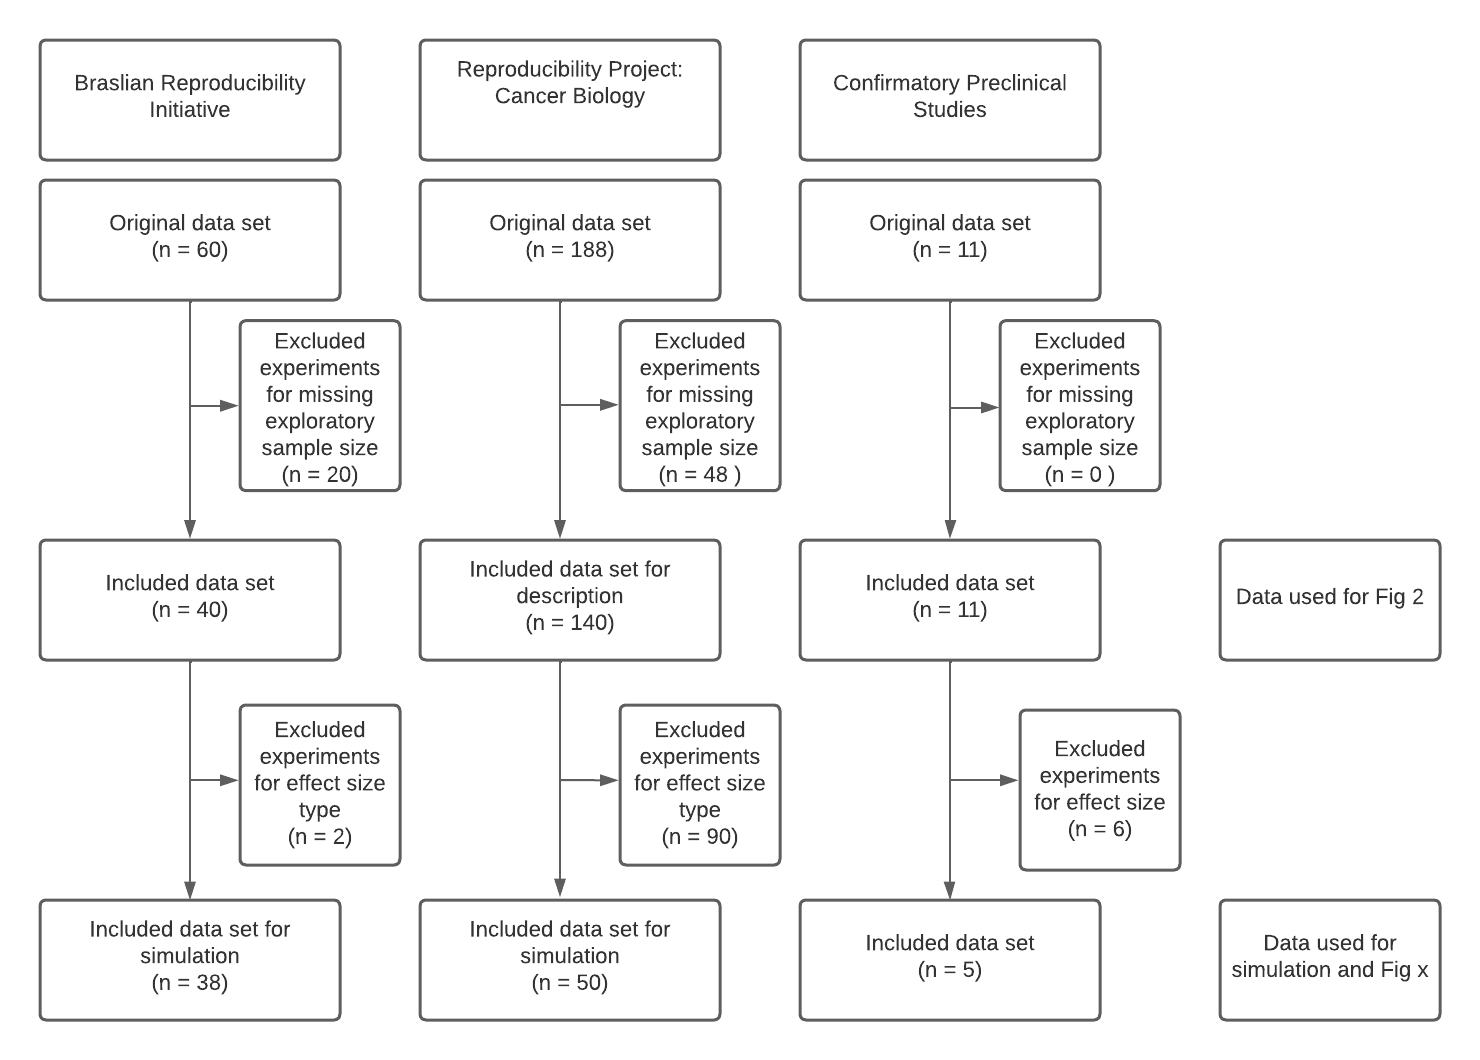 Braslian Reproducibility
Initiative
Reproducibility Project:
Cancer Biology
Confirmatory Preclinical
Studies
Original data set
(n = 60)
Original data set
(n = 188)
Original data set
(n = 11)
Excluded
experiments
for missing
exploratory
sample size
(n = 20)
Excluded
experiments
for missing
exploratory
sample size
(n = 48 )
Excluded
experiments
for missing
exploratory
sample size
(n = 0 )
Included data set
(n = 40)
Included data set for
description
(n = 140)
Included data set
(n = 11)
Data used for Fig 2
Excluded
experiments
for effect size
type
(n = 2)
Excluded
experiments
for effect size
type
(n = 90)
Excluded
experiments
for effect size
(n = 6)
Included data set for
simulation
(n = 38)
Included data set for
simulation
(n = 50)
Included data set
(n = 5)
Data used for
simulation and Fig x